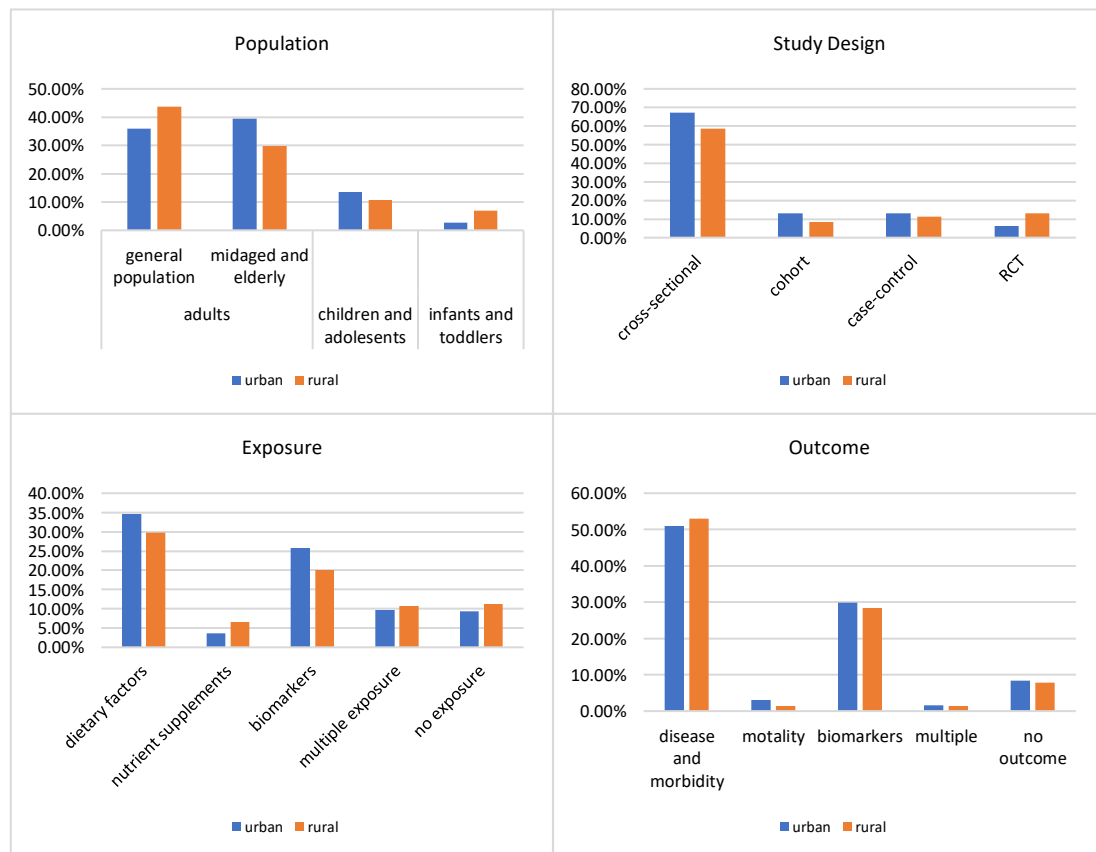 Population
50.00%
40.00%
30.00%
20.00%
10.00%
0.00%
general population
midaged and elderly
adults
children and adolesents
infants and toddlers
urban rural
Study Design
80.00%
70.00%
60.00%
50.00%
40.00%
30.00%
20.00%
10.00%
0.00%
cross-sectional
cohort
case-control
RCT
urban rural
Exposure
40.00%
35.00%
30.00%
25.00%
20.00%
15.00%
10.00%
5.00%
0.00%
dietary factors
nutrient supplements
biomarkers
multiple exposure
no exposure
urban rural
Outcome
60.00%
50.00%
40.00%
30.00%
20.00%
10.00%
0.00%
disease and morbidity
motality
biomarkers
multiple
no outcome
urban rural